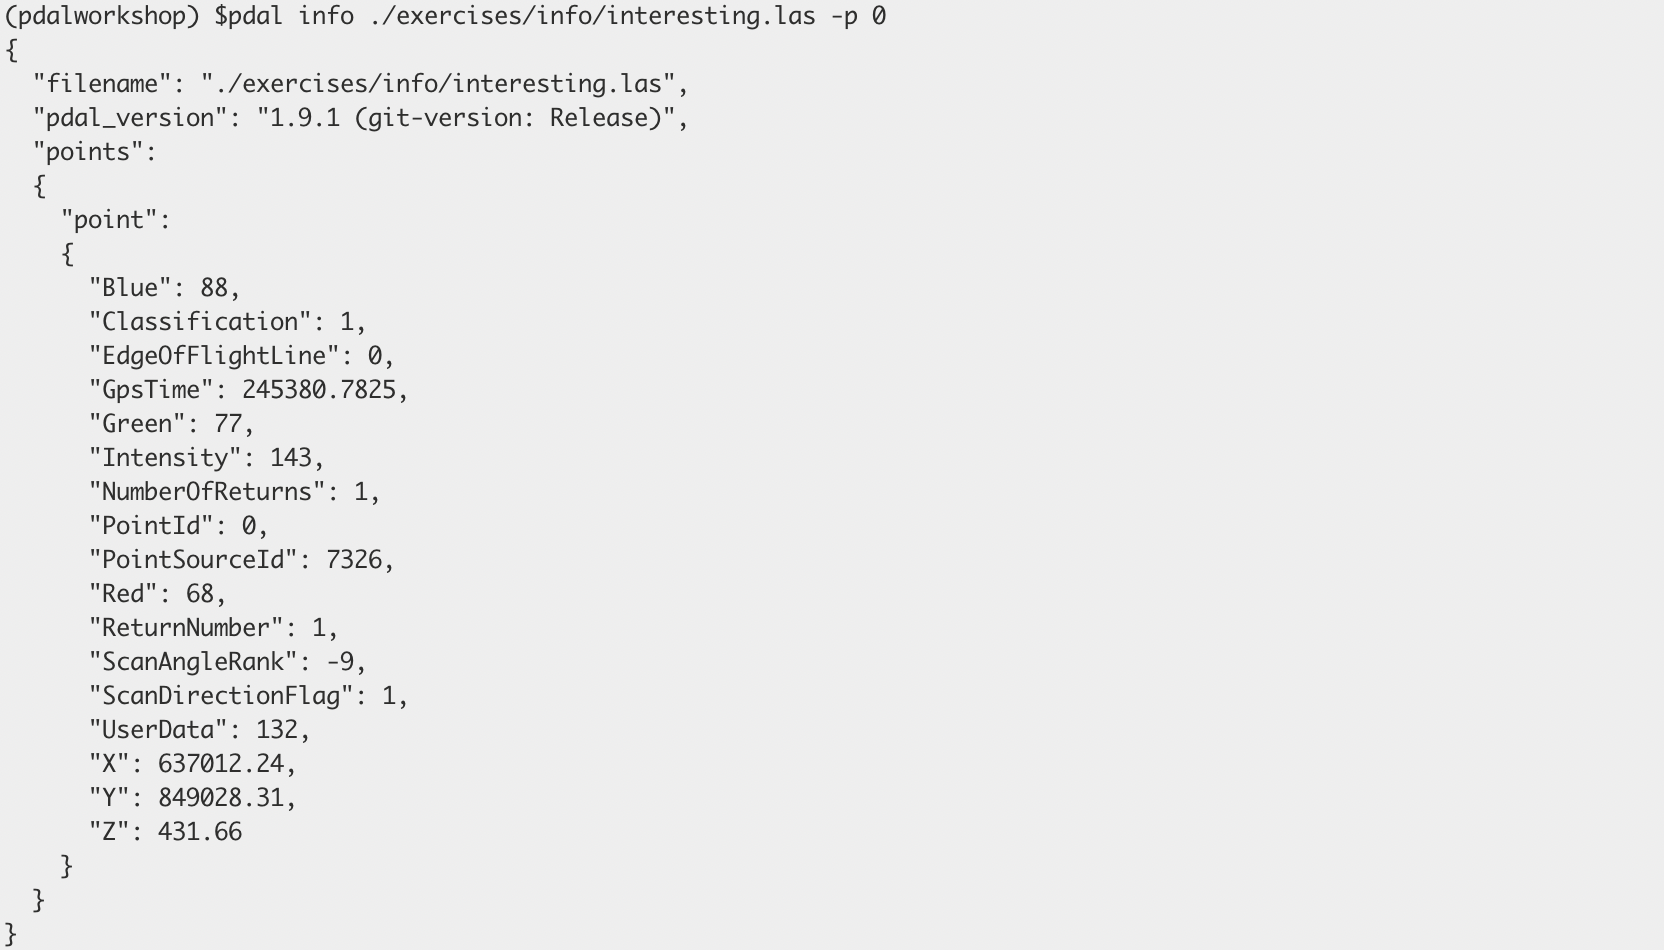 (pdalworkshop) $pdal info ./exercises/info/interesting.las -p 0
{
  "filename": "./exercises/info/interesting.las",
  "pdal_version": "1.9.1 (git-version: Release)",
  "points":
  {
    "point":
    {
      "Blue": 88,
      "Classification": 1,
      "EdgeOfFlightLine": 0,
      "GpsTime": 245380.7825,
      "Green": 77,
      "Intensity": 143,
      "NumberOfReturns": 1,
      "PointId": 0,
      "PointSourceId": 7326,
      "Red": 68,
      "ReturnNumber": 1,
      "ScanAngleRank": -9,
      "ScanDirectionFlag": 1,
      "UserData": 132,
      "X": 637012.24,
      "Y": 849028.31,
      "Z": 431.66
    }
  }
}